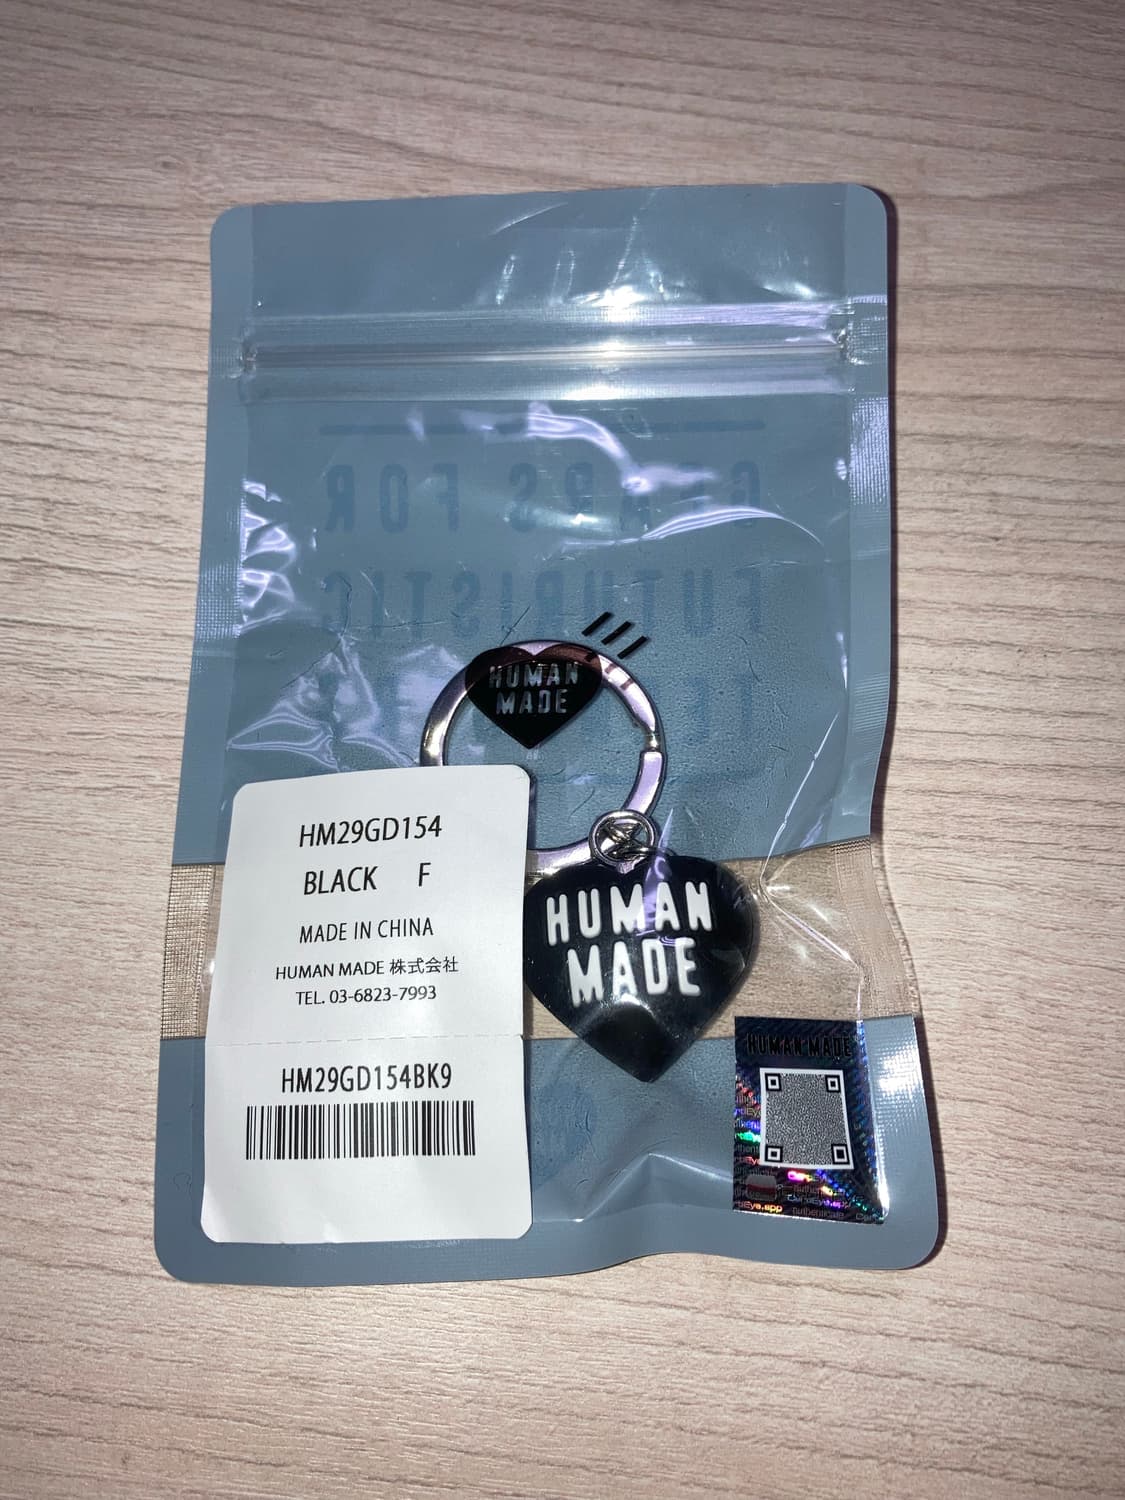 GEARS FOR
FUTURISTIC
HUMAN
MADE
HM29GD154
BLACK F
MADE IN CHINA
HUMAN MADE 株式会社
TEL. 03-6823-7993
HM29GD154BK9
HUMAN
MADE
HUMAN MADE